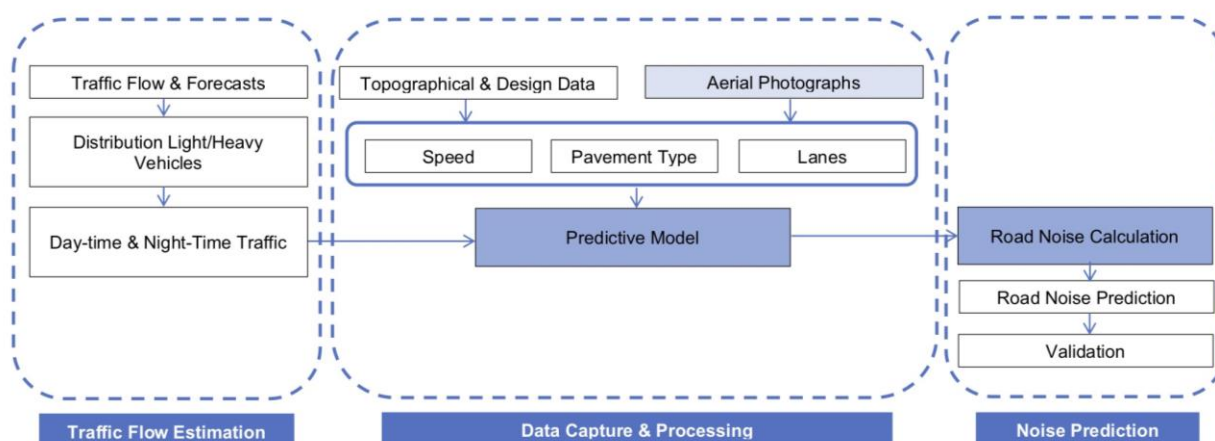 Traffic Flow & Forecasts
Distribution Light/Heavy
Vehicles
Day-time & Night-Time Traffic
Traffic Flow Estimation
Topographical & Design Data
Aerial Photographs
Speed
Pavement Type
Lanes
Predictive Model
Data Capture & Processing
Road Noise Calculation
Road Noise Prediction
Validation
Noise Prediction